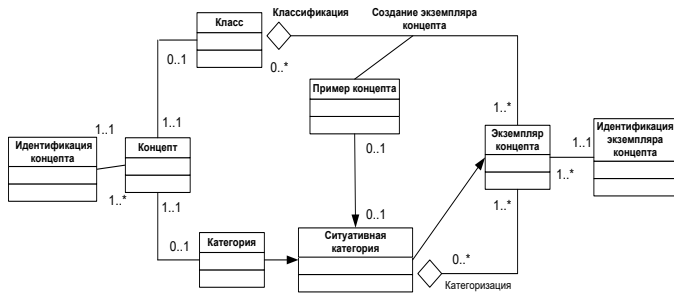 Классификация
Создание экземпляра
концепта
Класс
0..1
0..*
Пример концепта
1..*
1..1
1..1
Идентификация
концепта
Концепт
Экземпляр
концепта
1..1
Идентификация
экземпляра
концепта
0..1
1..*
1..*
1..1
1..*
0..1
0..1
Категория
Ситуативная
категория
0..*
Категоризация